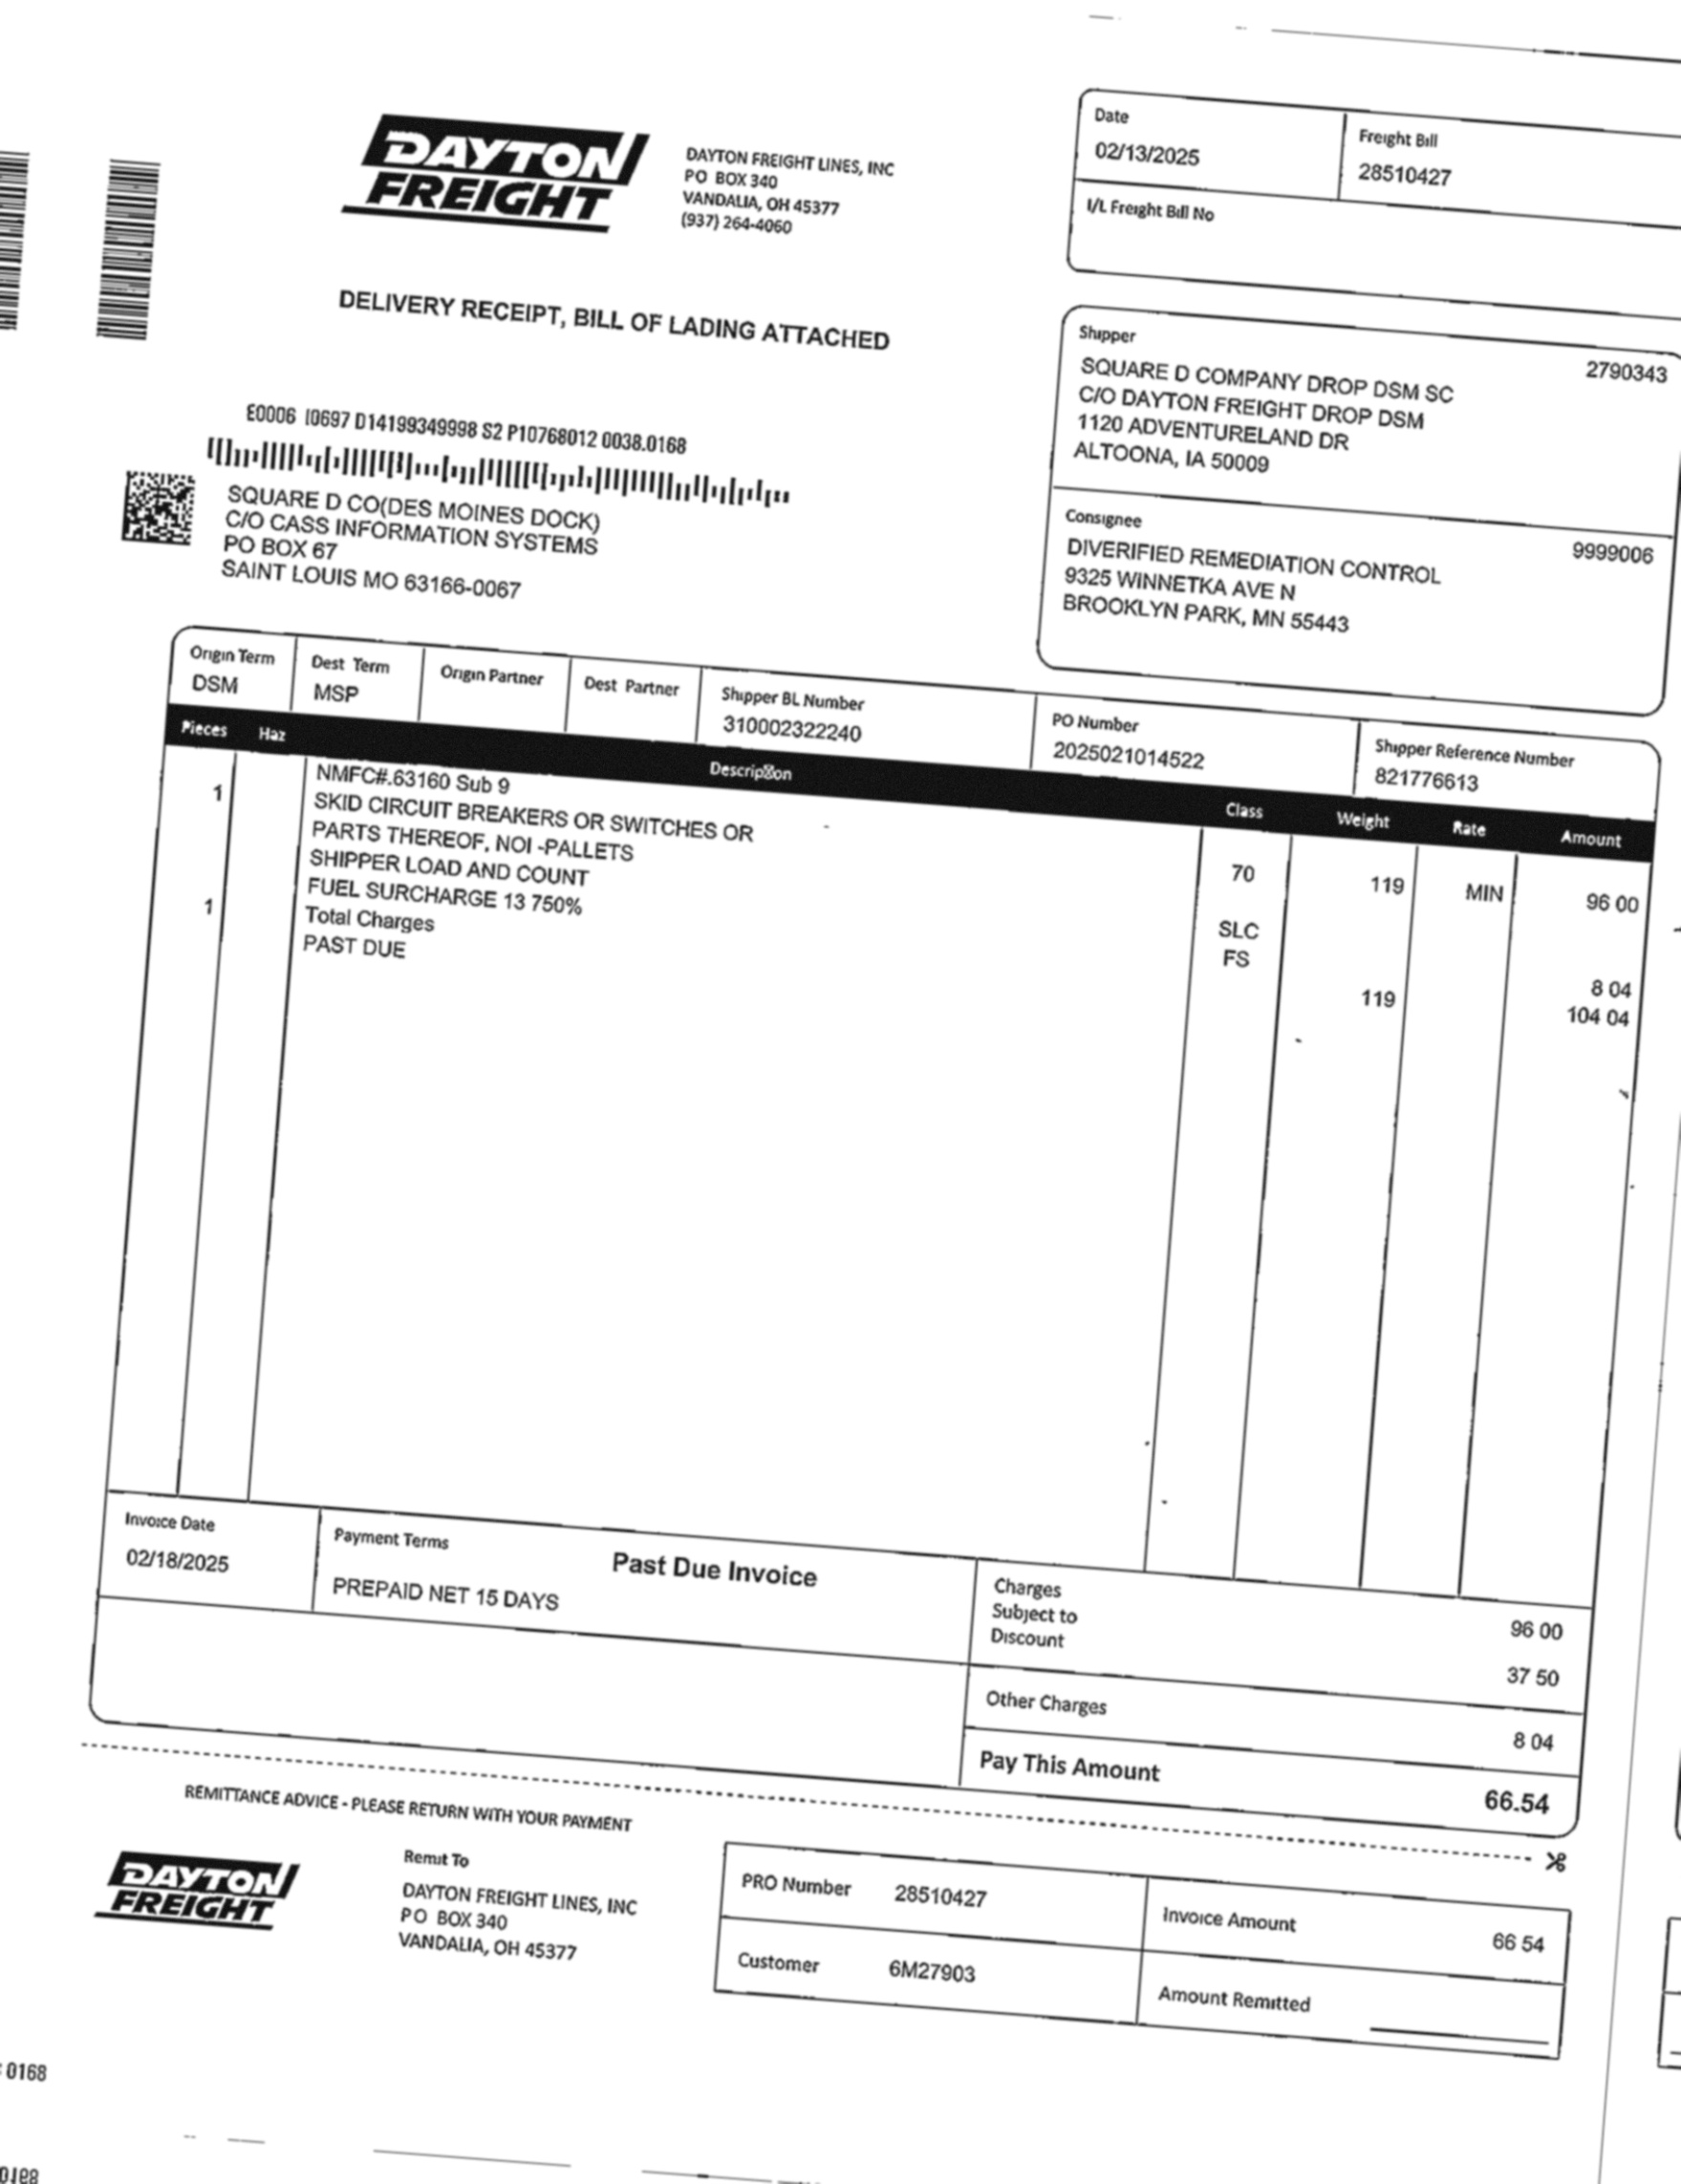 DAYTON
FREIGHT
DAYTON FREIGHT LINES, INC
PO BOX 340
VANDALIA, OH 45377
(937) 264-4060
Date
02/13/2025
Freight Bill
28510427
I/L Freight Bill No
DELIVERY RECEIPT, BILL OF LADING ATTACHED
Shipper
2790343
SQUARE D COMPANY DROP DSM SC
C/O DAYTON FREIGHT DROP DSM
1120 ADVENTURELAND DR
ALTOONA, IA 50009
E0006 I0697 D14199349998 S2 P10768012 0038.0168
SQUARE D CO(DES MOINES DOCK)
C/O CASS INFORMATION SYSTEMS
PO BOX 67
SAINT LOUIS MO 63166-0067
Consignee
9999006
DIVERIFIED REMEDIATION CONTROL
9325 WINNETKA AVE N
BROOKLYN PARK, MN 55443
Origin Term
DSM
Dest Term
MSP
Origin Partner
Dest Partner
Shipper BL Number
310002322240
PO Number
2025021014522
Shipper Reference Number
821776613
Pieces Haz Description Class Weight Rate Amount
1 NMFC#.63160 Sub 9 70 119 MIN 96 00
SKID CIRCUIT BREAKERS OR SWITCHES OR
PARTS THEREOF, NOI -PALLETS
SHIPPER LOAD AND COUNT SLC
FUEL SURCHARGE 13 750% FS 8 04
1 Total Charges 119 104 04
PAST DUE
Invoice Date
02/18/2025
Payment Terms
Past Due Invoice
PREPAID NET 15 DAYS
Charges
Subject to
Discount
96 00
37 50
Other Charges
8 04
Pay This Amount
66.54
REMITTANCE ADVICE - PLEASE RETURN WITH YOUR PAYMENT
DAYTON
FREIGHT
Remit To
DAYTON FREIGHT LINES, INC
PO BOX 340
VANDALIA, OH 45377
PRO Number 28510427
Invoice Amount 66 54
Customer 6M27903
Amount Remitted
0168
0168